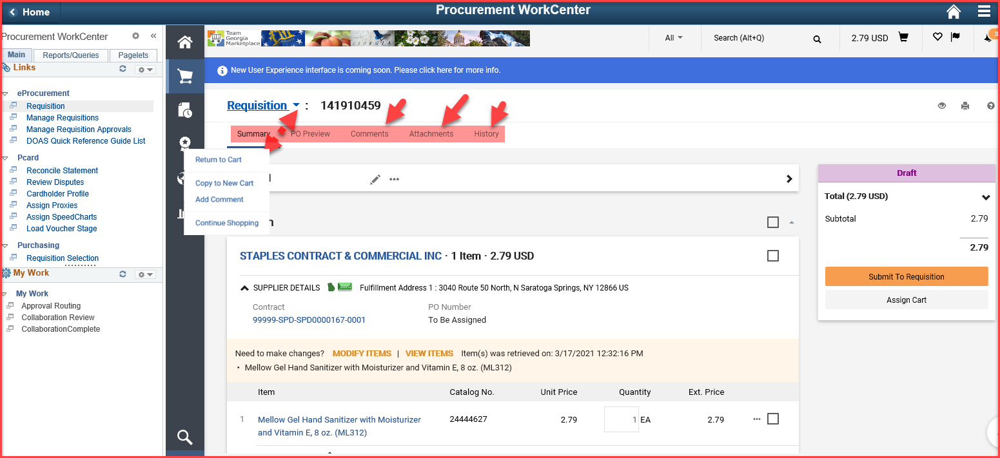 Home
Procurement WorkCenter
Procurement WorkCenter
«
Main
Reports/Queries
Pagelets
Links
eProcurement
Requisition
Manage Requisitions
Manage Requisition Approvals
DOAS Quick Reference Guide List
Pcard
Reconcile Statement
Review Disputes
Cardholder Profile
Assign Proxies
Assign SpeedCharts
Load Voucher Stage
Purchasing
Requisition Selection
My Work
My Work
Approval Routing
Collaboration Review
CollaborationComplete
Team
Georgia
Marketplace
GEORGIA
All
Search (Alt+Q)
2.79 USD
3
New User Experience interface is coming soon. Please click here for more info.
Requisition : 141910459
Summary
PO Preview
Comments
Attachments
History
Return to Cart
Copy to New Cart
Add Comment
Continue Shopping
STAPLES CONTRACT & COMMERCIAL INC · 1 Item · 2.79 USD
SUPPLIER DETAILS SWC Fulfillment Address 1 : 3040 Route 50 North, N Saratoga Springs, NY 12866 US
Contract
PO Number
99999-SPD-SPD0000167-0001
To Be Assigned
Need to make changes? MODIFY ITEMS | VIEW ITEMS Item(s) was retrieved on: 3/17/2021 12:32:16 PM
• Mellow Gel Hand Sanitizer with Moisturizer and Vitamin E, 8 oz. (ML312)
Item Catalog No. Unit Price Quantity Ext. Price
1 Mellow Gel Hand Sanitizer with Moisturizer 24444627 2.79 1 EA 2.79 ...
and Vitamin E, 8 oz. (ML312)
Draft
Total (2.79 USD)
Subtotal 2.79
2.79
Submit To Requisition
Assign Cart